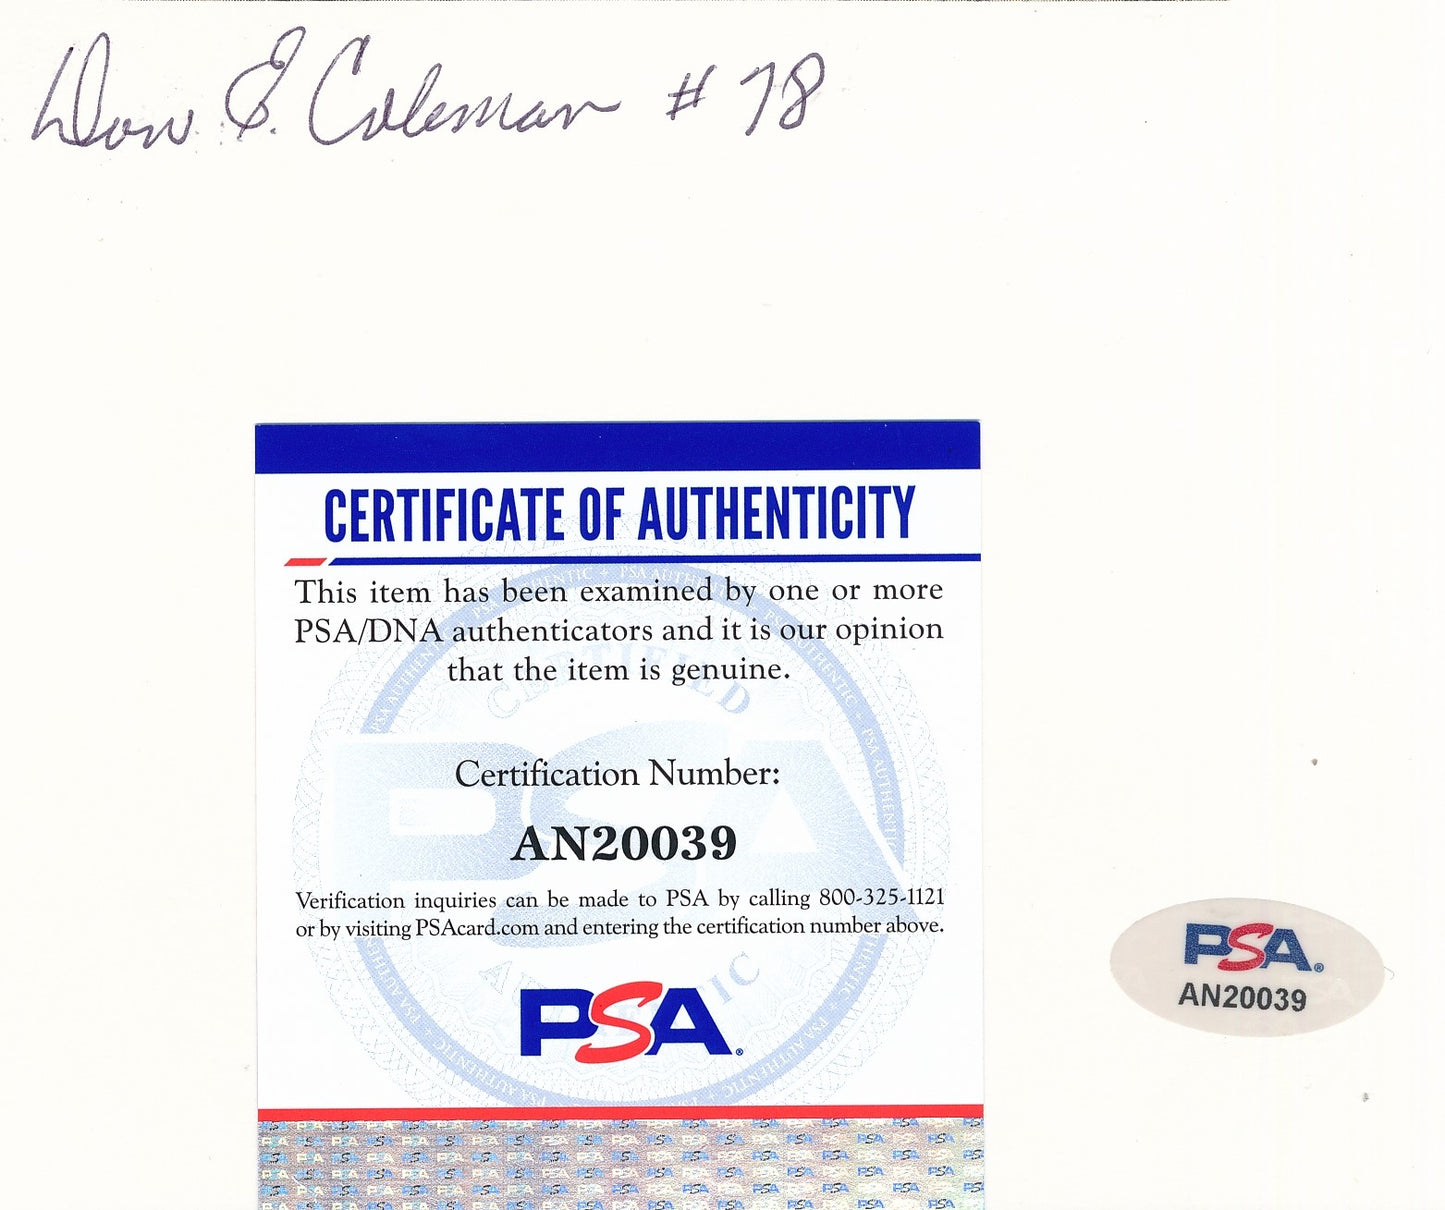 Don E. Coleman #78
CERTIFICATE OF AUTHENTICITY
This item has been examined by one or more
PSA/DNA authenticators and it is our opinion
that the item is genuine.
Certification Number:
AN20039
Verification inquiries can be made to PSA by calling 800-325-1121
or by visiting PSAcard.com and entering the certification number above.
PSA®
PSA®
AN20039